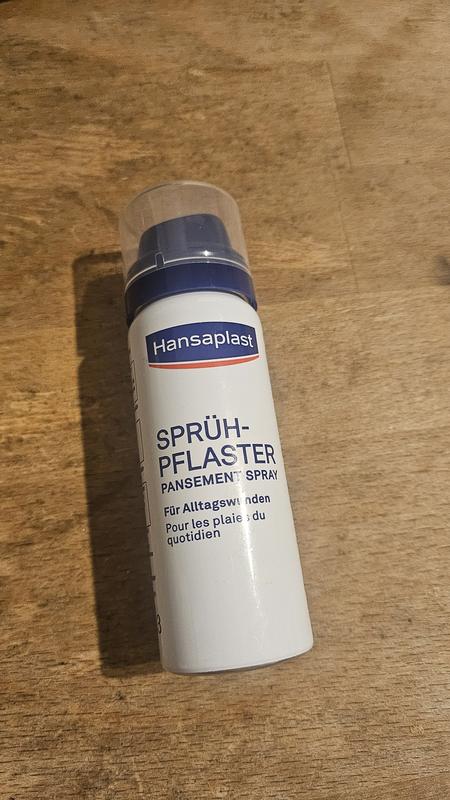 Hansaplast
SPRÜH-
PFLASTER
PANSEMENT SPRAY
Für Alltagswunden
Pour les plaies du
quotidien